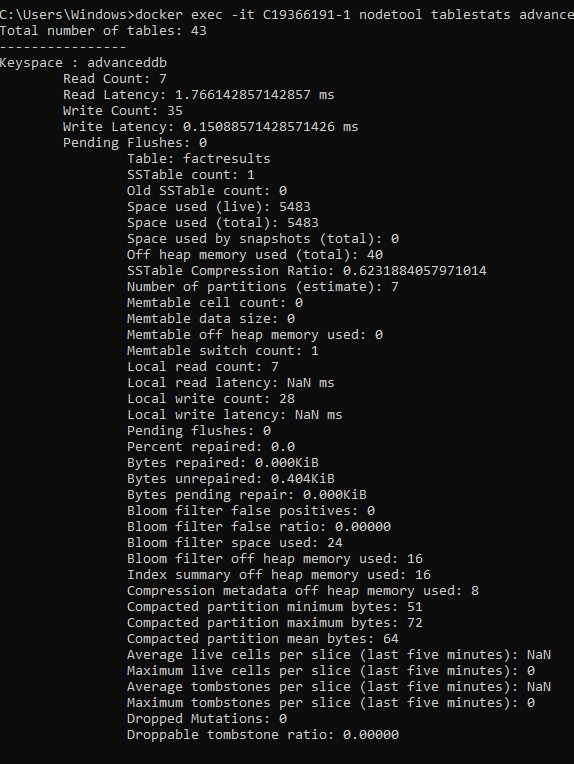 C:\Users\Windows>docker exec -it C19366191-1 nodetool tablestats advance
Total number of tables: 43
----------------
Keyspace : advanceddb
Read Count: 7
Read Latency: 1.766142857142857 ms
Write Count: 35
Write Latency: 0.15088571428571426 ms
Pending Flushes: 0
Table: factresults
SSTable count: 1
Old SSTable count: 0
Space used (live): 5483
Space used (total): 5483
Space used by snapshots (total): 0
Off heap memory used (total): 40
SSTable Compression Ratio: 0.6231884057971014
Number of partitions (estimate): 7
Memtable cell count: 0
Memtable data size: 0
Memtable off heap memory used: 0
Memtable switch count: 1
Local read count: 7
Local read latency: NaN ms
Local write count: 28
Local write latency: NaN ms
Pending flushes: 0
Percent repaired: 0.0
Bytes repaired: 0.000KiB
Bytes unrepaired: 0.404KiB
Bytes pending repair: 0.000KiB
Bloom filter false positives: 0
Bloom filter false ratio: 0.00000
Bloom filter space used: 24
Bloom filter off heap memory used: 16
Index summary off heap memory used: 16
Compression metadata off heap memory used: 8
Compacted partition minimum bytes: 51
Compacted partition maximum bytes: 72
Compacted partition mean bytes: 64
Average live cells per slice (last five minutes): NaN
Maximum live cells per slice (last five minutes): 0
Average tombstones per slice (last five minutes): NaN
Maximum tombstones per slice (last five minutes): 0
Dropped Mutations: 0
Droppable tombstone ratio: 0.00000